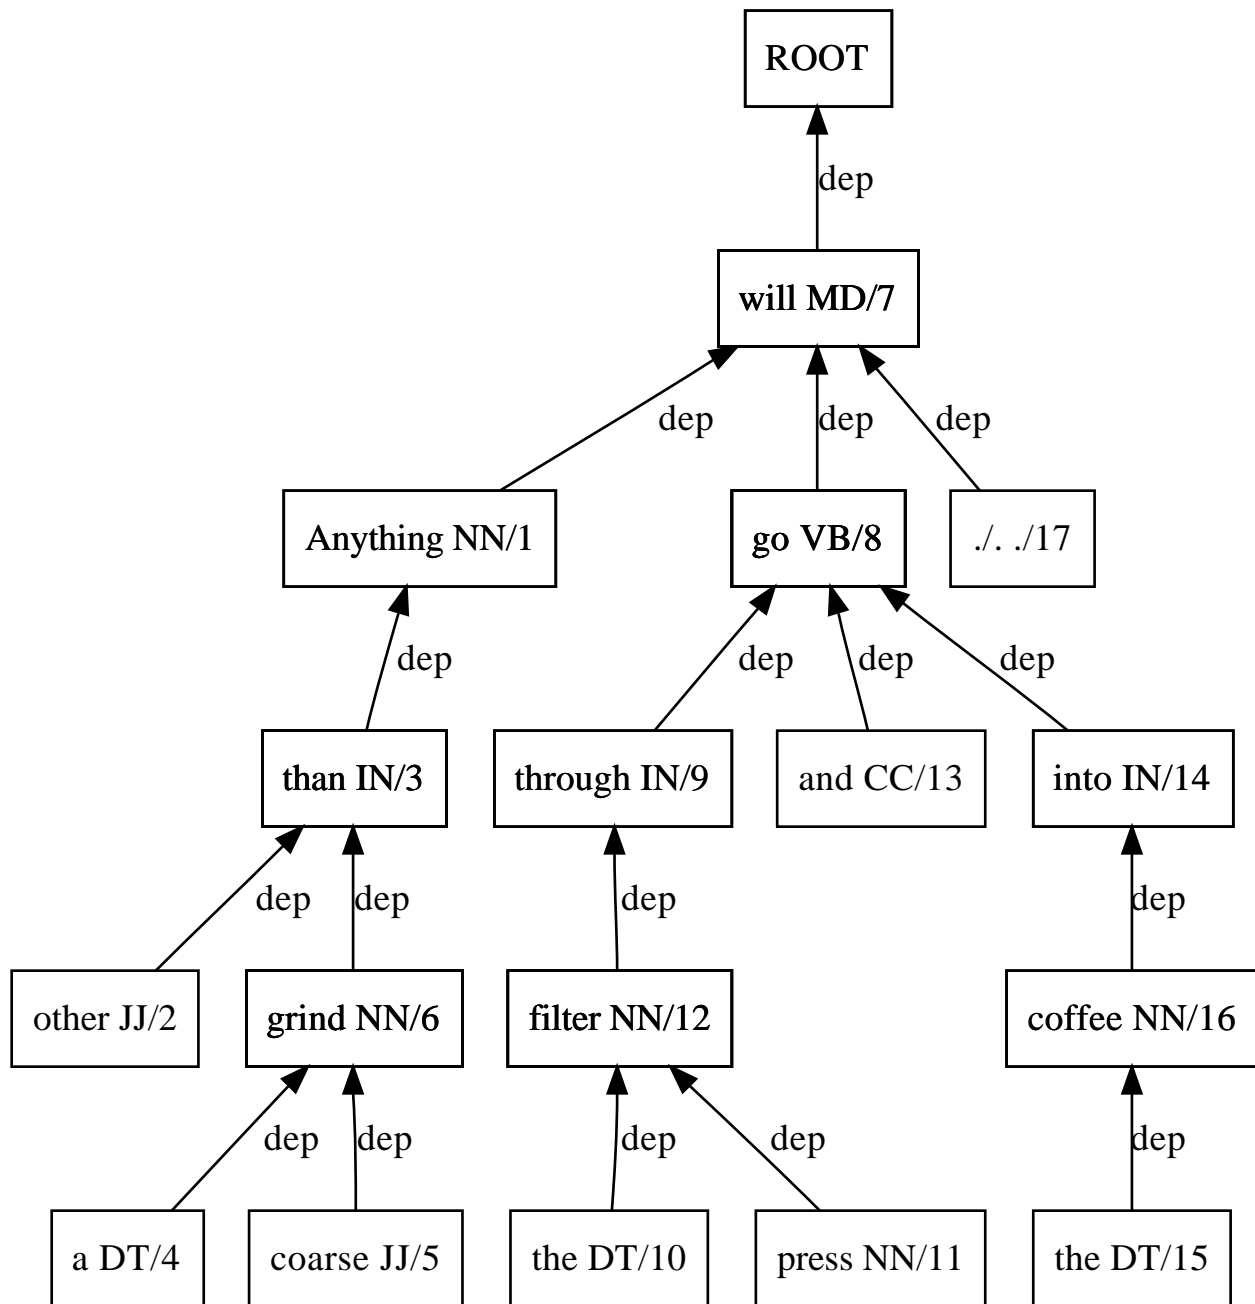 ROOT
dep
will MD/7
dep dep dep
Anything NN/1 go VB/8 ./. ./17
dep dep dep dep
than IN/3 through IN/9 and CC/13 into IN/14
dep dep dep dep
other JJ/2 grind NN/6 filter NN/12 coffee NN/16
dep dep dep dep dep
a DT/4 coarse JJ/5 the DT/10 press NN/11 the DT/15